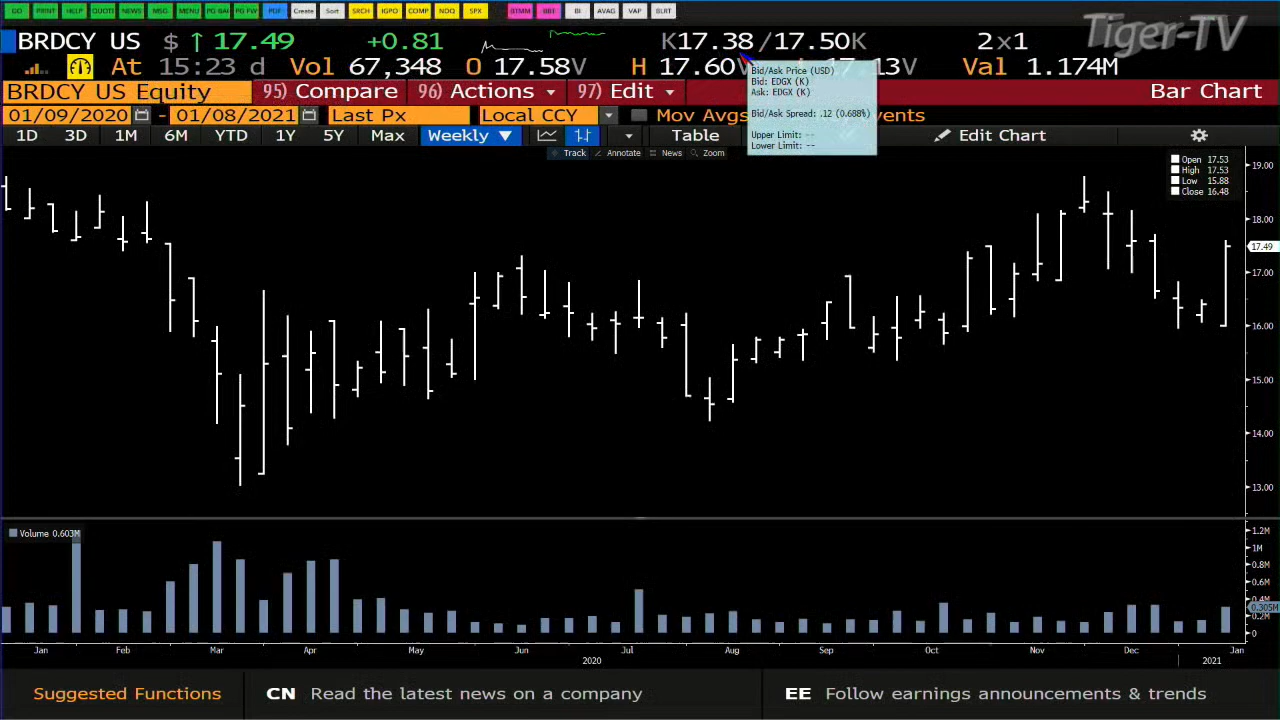 GO PRINT HELP QUOTE NEWS MSG MENU PG BAC PG FW PDF Create Sort SRCH IGPO COMP NDQ SPX BTMM BBT BI AVAG VAP BLRT
Tiger-TV
BRDCY US $ ↑ 17.49 +0.81 K17.38 / 17.50K 2×1
At 15:23 d Vol 67,348 O 17.58V H 17.60V Val 1.174M
BRDCY US Equity 95) Compare 96) Actions 97) Edit Bar Chart
01/09/2020 - 01/08/2021 Last Px Local CCY Mov Avgs
1D 3D 1M 6M YTD 1Y 5Y Max Weekly ▼ Table Edit Chart
Bid/Ask Price (USD)
Bid: EDGX (K)
Ask: EDGX (K)
Bid/Ask Spread: .12 (0.688%)
Upper Limit: --
Lower Limit: --
Track Annotate News Zoom
Open 17.53
High 17.53
Low 15.88
Close 16.48
19.00
18.00
17.49
17.00
16.00
15.00
14.00
13.00
Volume 0.603M
1.2M
1M
0.8M
0.6M
0.4M
0.305M
0.2M
0
Jan Feb Mar Apr May Jun Jul Aug Sep Oct Nov Dec Jan
2020 2021
Suggested Functions CN Read the latest news on a company EE Follow earnings announcements & trends